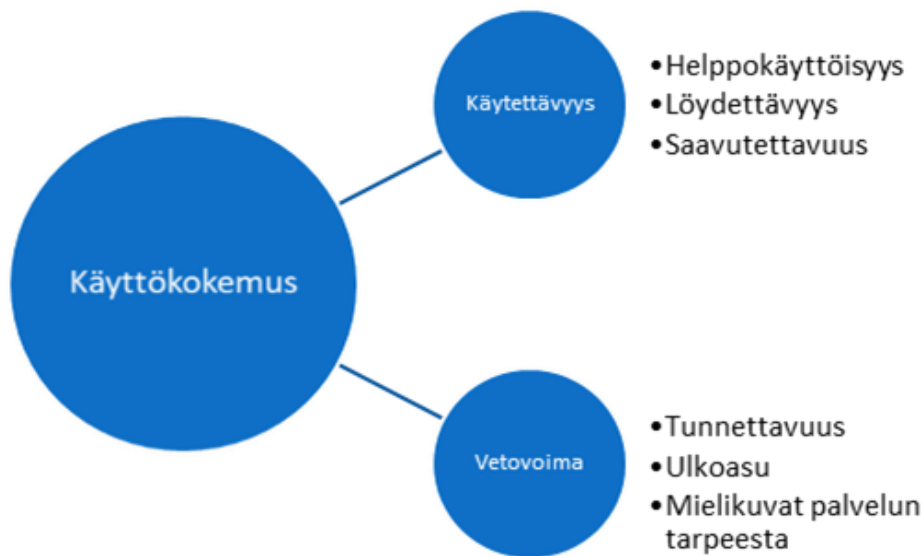 Käyttökokemus
Käytettävyys
•Helppokäyttöisyys
•Löydettävyys
•Saavutettavuus
Vetovoima
•Tunnettavuus
•Ulkoasu
•Mielikuvat palvelun
tarpeesta